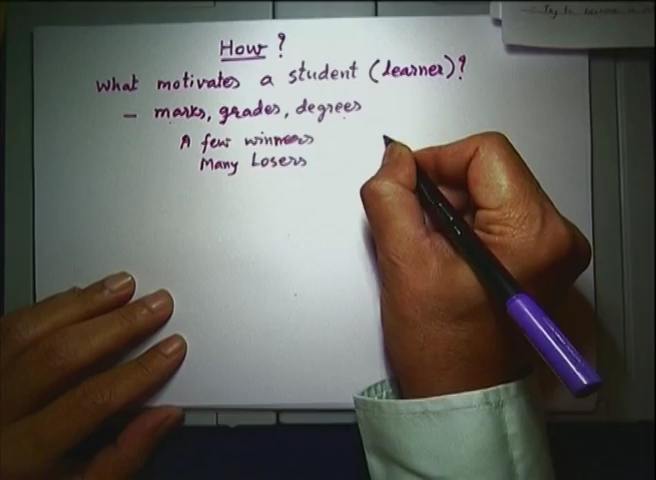 How ?
What motivates a student (learner)?
- marks, grades, degrees
A few winners
Many Losers